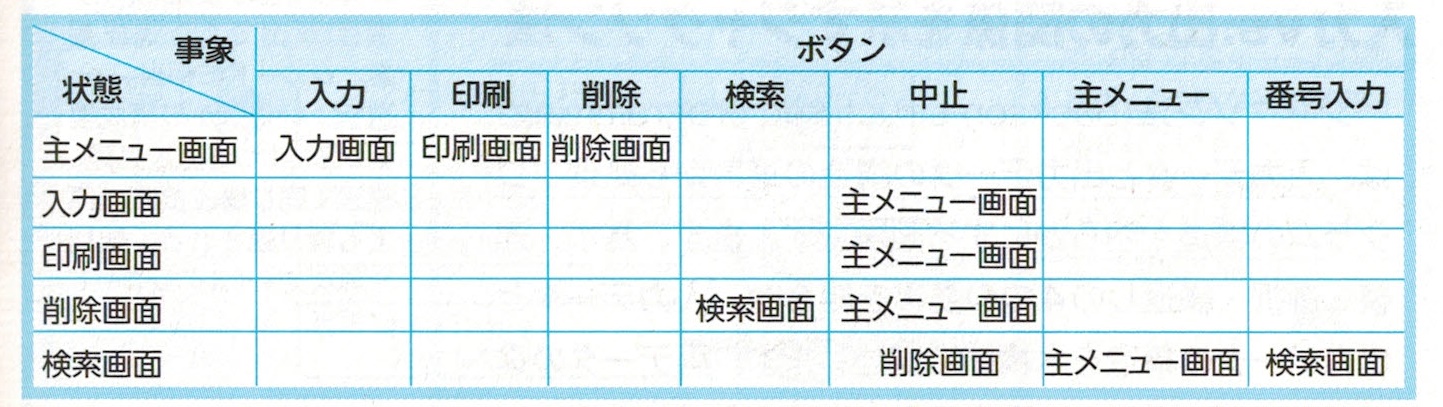 事象 ボタン
状態 入力 印刷 削除 検索 中止 主メニュー 番号入力
主メニュー画面 入力画面 印刷画面 削除画面
入力画面 主メニュー画面
印刷画面 主メニュー画面
削除画面 検索画面 主メニュー画面
検索画面 削除画面 主メニュー画面 検索画面